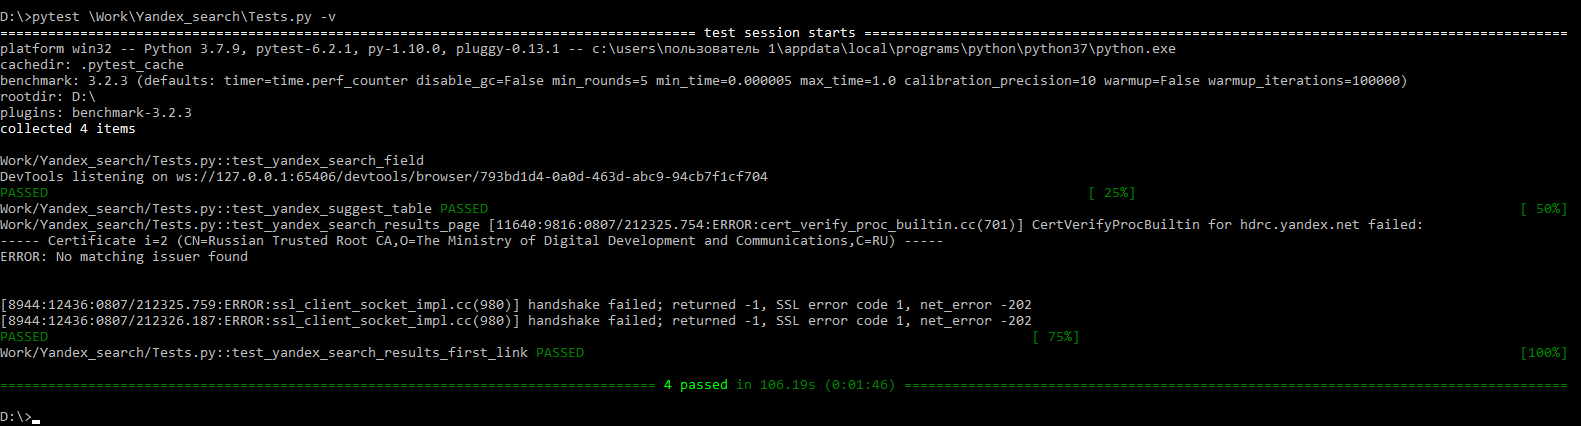 D:\>pytest \Work\Yandex_search\Tests.py -v
======================================================================================= test session starts ========================================================================================
platform win32 -- Python 3.7.9, pytest-6.2.1, py-1.10.0, pluggy-0.13.1 -- c:\users\пользователь 1\appdata\local\programs\python\python37\python.exe
cachedir: .pytest_cache
benchmark: 3.2.3 (defaults: timer=time.perf_counter disable_gc=False min_rounds=5 min_time=0.000005 max_time=1.0 calibration_precision=10 warmup=False warmup_iterations=100000)
rootdir: D:\
plugins: benchmark-3.2.3
collected 4 items
Work/Yandex_search/Tests.py::test_yandex_search_field
DevTools listening on ws://127.0.0.1:65406/devtools/browser/793bd1d4-0a0d-463d-abc9-94cb7f1cf704
PASSED [ 25%]
Work/Yandex_search/Tests.py::test_yandex_suggest_table PASSED [ 50%]
Work/Yandex_search/Tests.py::test_yandex_search_results_page [11640:9816:0807/212325.754:ERROR:cert_verify_proc_builtin.cc(701)] CertVerifyProcBuiltin for hdrc.yandex.net failed:
----- Certificate i=2 (CN=Russian Trusted Root CA,O=The Ministry of Digital Development and Communications,C=RU) -----
ERROR: No matching issuer found
[8944:12436:0807/212325.759:ERROR:ssl_client_socket_impl.cc(980)] handshake failed; returned -1, SSL error code 1, net_error -202
[8944:12436:0807/212326.187:ERROR:ssl_client_socket_impl.cc(980)] handshake failed; returned -1, SSL error code 1, net_error -202
PASSED [ 75%]
Work/Yandex_search/Tests.py::test_yandex_search_results_first_link PASSED [100%]
================================================================================== 4 passed in 106.19s (0:01:46) ===================================================================================
D:\>